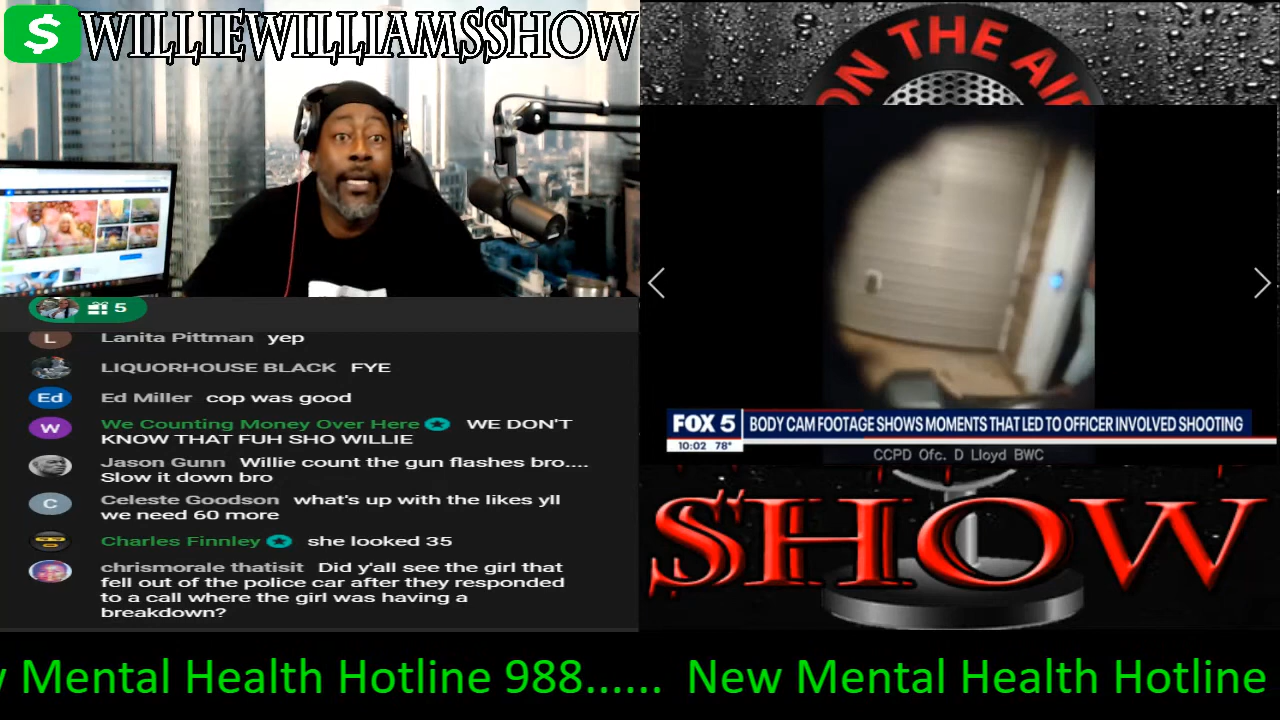 $ WILLIEWILLIAMSSHOW
ON THE AIR
5
L Lanita Pittman yep
LIQUORHOUSE BLACK FYE
Ed Ed Miller cop was good
W We Counting Money Over Here WE DON'T
KNOW THAT FUH SHO WILLIE
Jason Gunn Willie count the gun flashes bro....
Slow it down bro
C Celeste Goodson what's up with the likes yll
we need 60 more
Charles Finnley she looked 35
chrismorale thatisit Did y'all see the girl that
fell out of the police car after they responded
to a call where the girl was having a
breakdown?
FOX 5 BODY CAM FOOTAGE SHOWS MOMENTS THAT LED TO OFFICER INVOLVED SHOOTING
10:02 78°
CCPD Ofc. D Lloyd BWC
SHOW
Mental Health Hotline 988...... New Mental Health Hotline